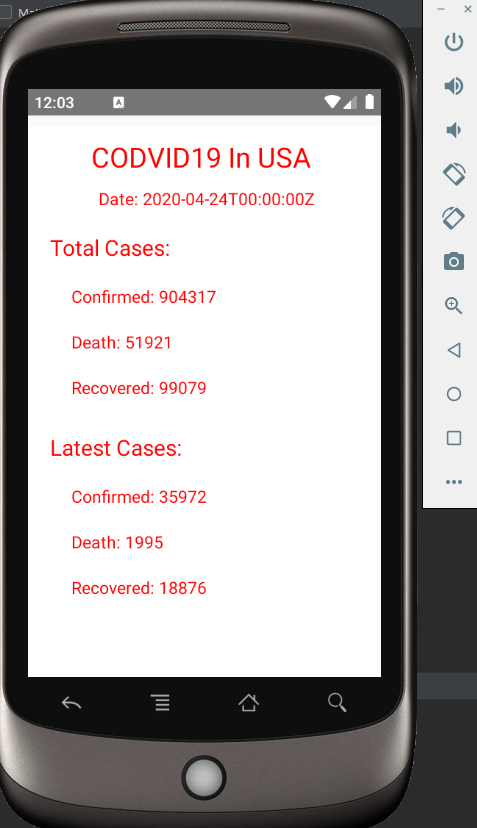 12:03
CODVID19 In USA
Date: 2020-04-24T00:00:00Z
Total Cases:
Confirmed: 904317
Death: 51921
Recovered: 99079
Latest Cases:
Confirmed: 35972
Death: 1995
Recovered: 18876